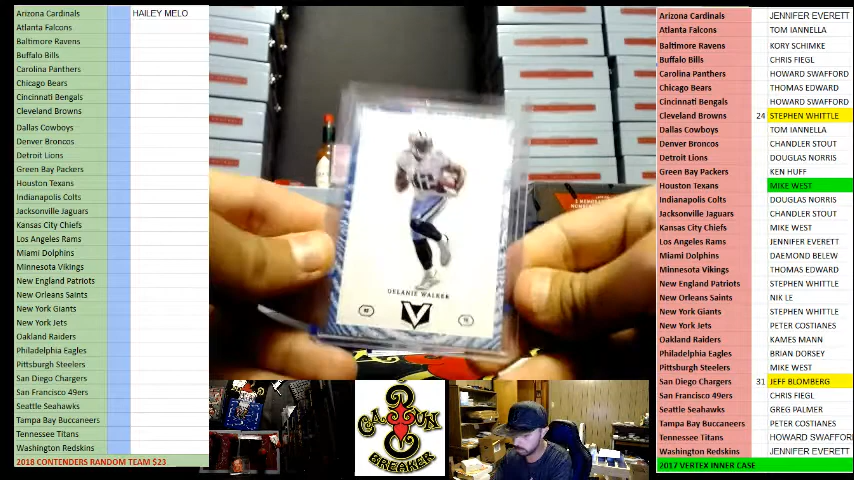 Arizona Cardinals HAILEY MELO
Atlanta Falcons
Baltimore Ravens
Buffalo Bills
Carolina Panthers
Chicago Bears
Cincinnati Bengals
Cleveland Browns
Dallas Cowboys
Denver Broncos
Detroit Lions
Green Bay Packers
Houston Texans
Indianapolis Colts
Jacksonville Jaguars
Kansas City Chiefs
Los Angeles Rams
Miami Dolphins
Minnesota Vikings
New England Patriots
New Orleans Saints
New York Giants
New York Jets
Oakland Raiders
Philadelphia Eagles
Pittsburgh Steelers
San Diego Chargers
San Francisco 49ers
Seattle Seahawks
Tampa Bay Buccaneers
Tennessee Titans
Washington Redskins
2018 CONTENDERS RANDOM TEAM $23
DELANIE WALKER
V
CAJUN
BREAKER
Arizona Cardinals JENNIFER EVERETT
Atlanta Falcons TOM IANNELLA
Baltimore Ravens KORY SCHIMKE
Buffalo Bills CHRIS FIEGL
Carolina Panthers HOWARD SWAFFORD
Chicago Bears THOMAS EDWARD
Cincinnati Bengals HOWARD SWAFFORD
Cleveland Browns 24 STEPHEN WHITTLE
Dallas Cowboys TOM IANNELLA
Denver Broncos CHANDLER STOUT
Detroit Lions DOUGLAS NORRIS
Green Bay Packers KEN HUFF
Houston Texans MIKE WEST
Indianapolis Colts DOUGLAS NORRIS
Jacksonville Jaguars CHANDLER STOUT
Kansas City Chiefs MIKE WEST
Los Angeles Rams JENNIFER EVERETT
Miami Dolphins DAEMOND BELEW
Minnesota Vikings THOMAS EDWARD
New England Patriots STEPHEN WHITTLE
New Orleans Saints NIK LE
New York Giants STEPHEN WHITTLE
New York Jets PETER COSTIANES
Oakland Raiders KAMES MANN
Philadelphia Eagles BRIAN DORSEY
Pittsburgh Steelers MIKE WEST
San Diego Chargers 31 JEFF BLOMBERG
San Francisco 49ers CHRIS FIEGL
Seattle Seahawks GREG PALMER
Tampa Bay Buccaneers PETER COSTIANES
Tennessee Titans HOWARD SWAFFORD
Washington Redskins JENNIFER EVERETT
2017 VERTEX INNER CASE